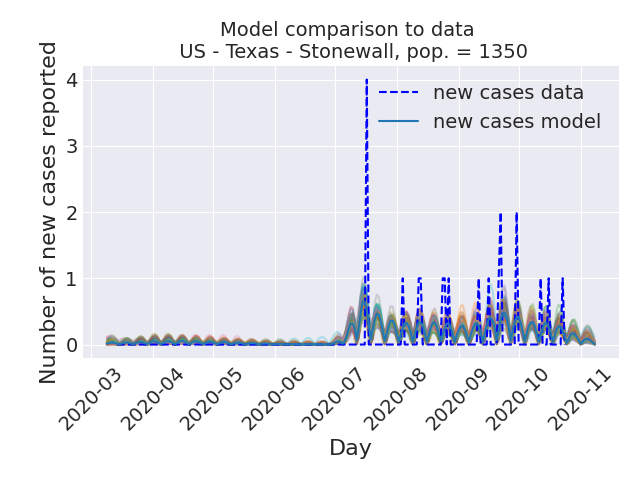 Model comparison to data
US - Texas - Stonewall, pop. = 1350
Number of new cases reported
4
3
2
1
0
new cases data
new cases model
2020-03
2020-04
2020-05
2020-06
2020-07
2020-08
2020-09
2020-10
2020-11
Day